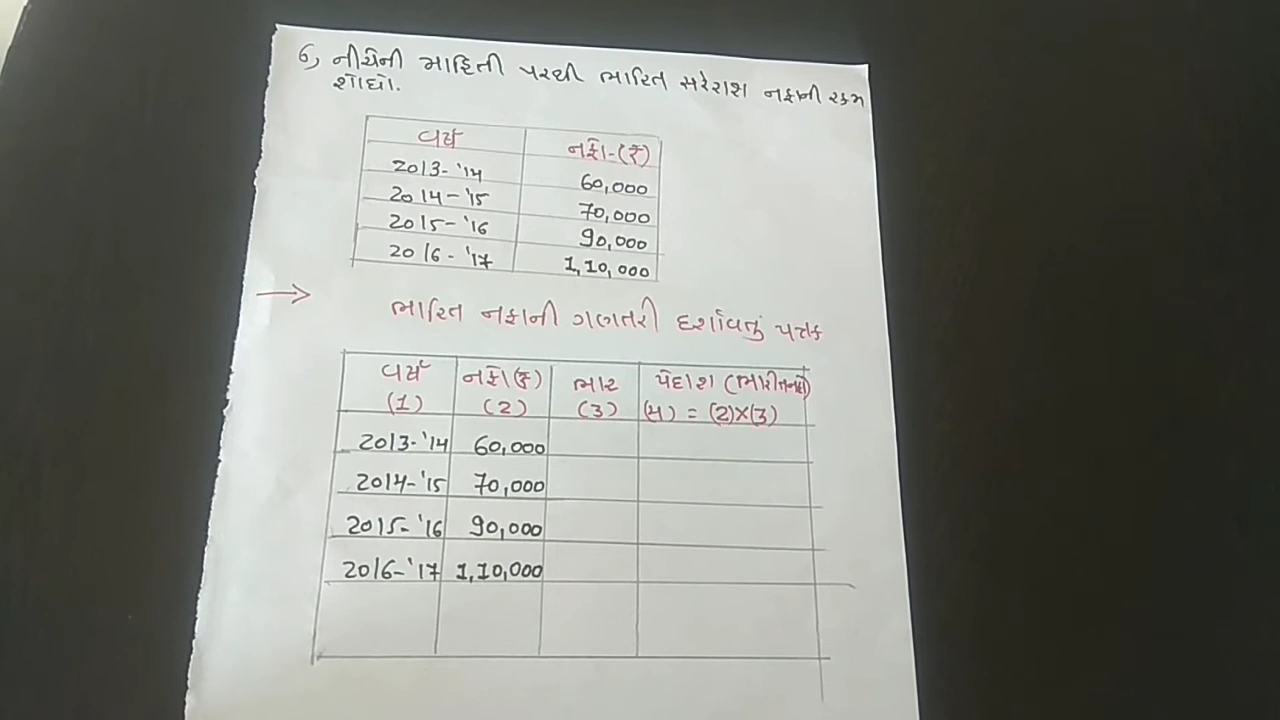 6, નીચેની માહિતી પરથી ભારિત સરેરાશ નફાની રકમ
શોધો.
વર્ષ નફો-(₹)
2013-'14 60,000
2014-'15 70,000
2015-'16 90,000
2016-'17 1,10,000
→ ભારિત નફાની ગણતરી દર્શાવતું પત્રક
વર્ષ નફો(₹) ભાર પેદાશ (ભારીતનફો)
(1) (2) (3) (4) = (2)X(3)
2013-'14 60,000
2014-'15 70,000
2015-'16 90,000
2016-'17 1,10,000